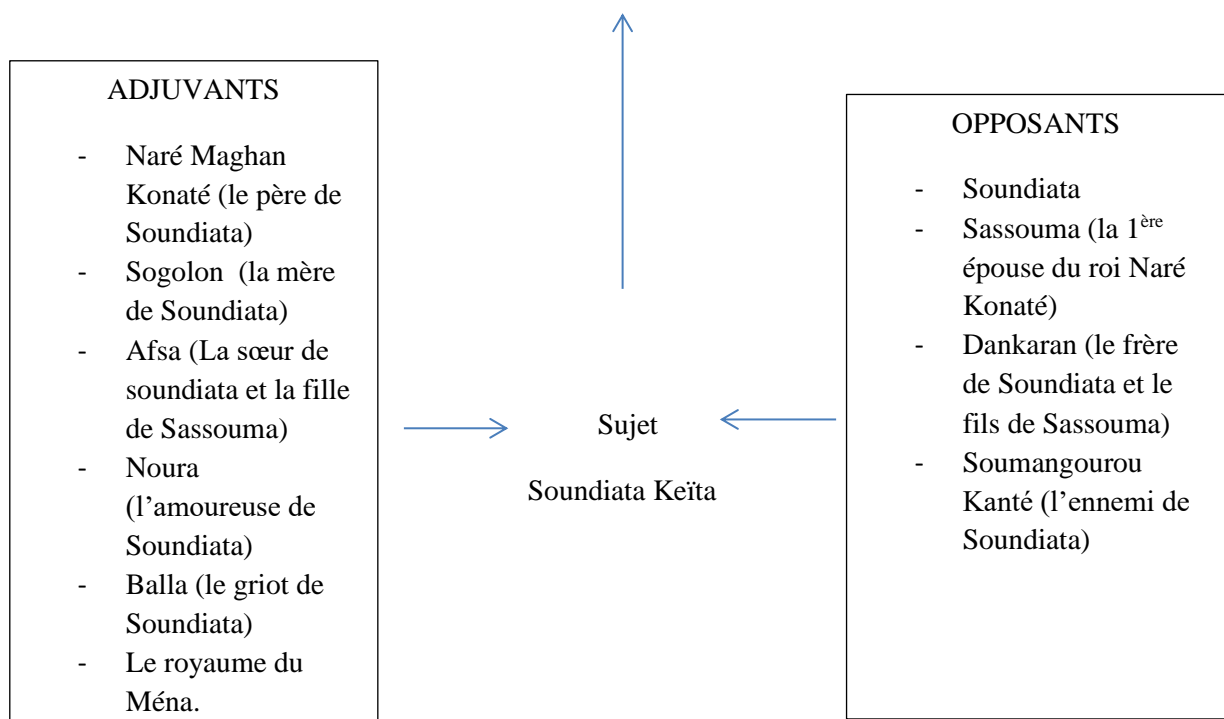 ADJUVANTS
- Naré Maghan
Konaté (le père de
Soundiata)
- Sogolon (la mère
de Soundiata)
- Afsa (La sœur de
soundiata et la fille
de Sassouma)
- Noura
(l’amoureuse de
Soundiata)
- Balla (le griot de
Soundiata)
- Le royaume du
Ména.
Sujet
Soundiata Keïta
OPPOSANTS
- Soundiata
- Sassouma (la 1ère
épouse du roi Naré
Konaté)
- Dankaran (le frère
de Soundiata et le
fils de Sassouma)
- Soumangourou
Kanté (l’ennemi de
Soundiata)